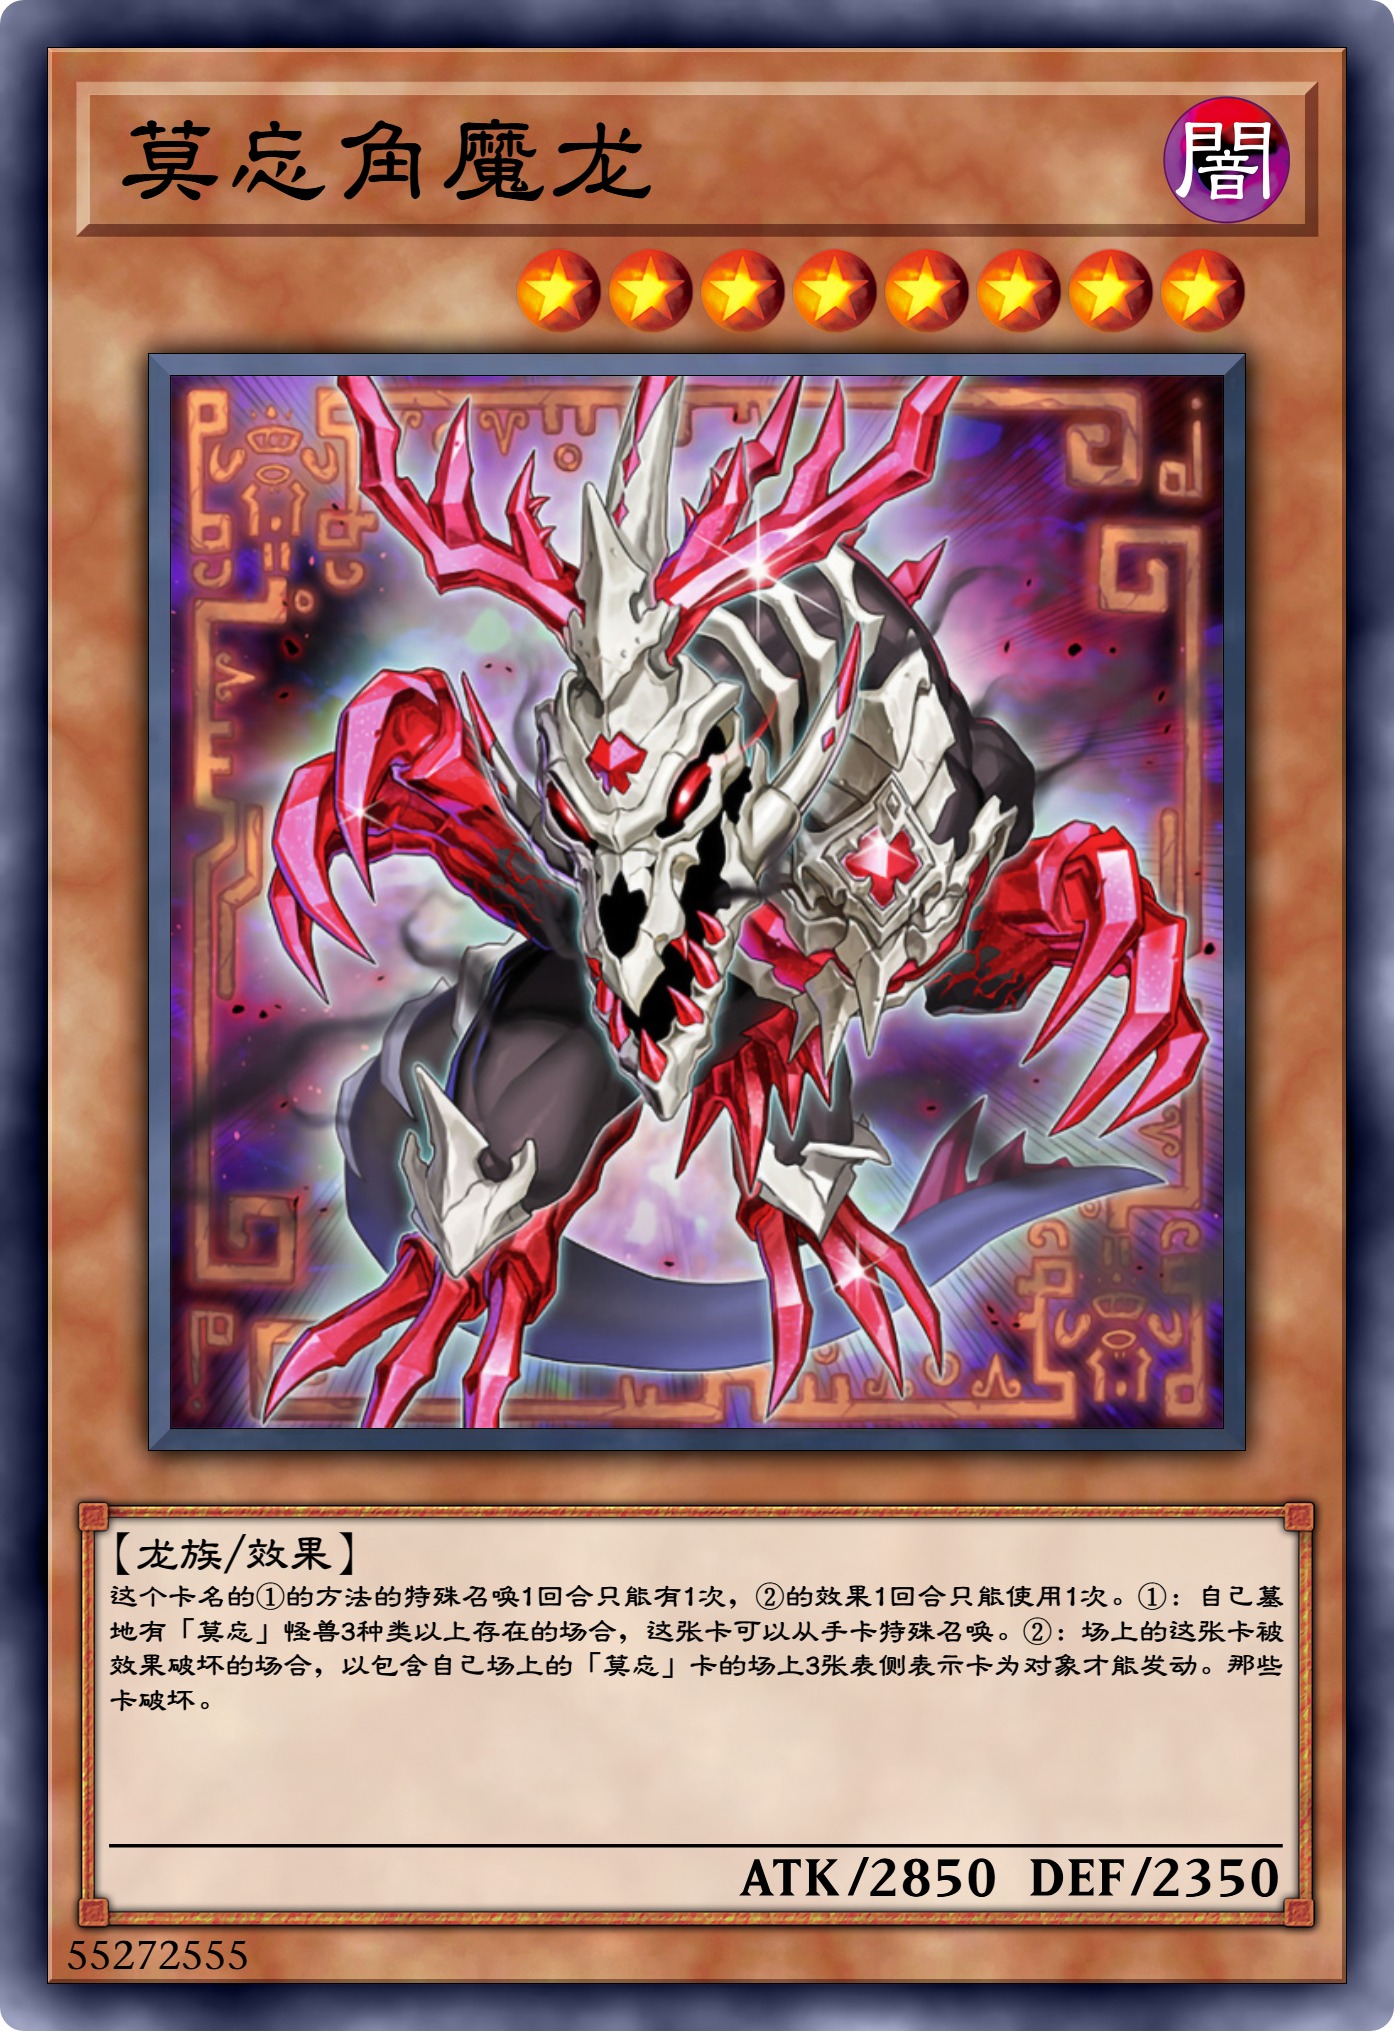 莫忘角魔龙
闇
【龙族/效果】
这个卡名的①的方法的特殊召唤1回合只能有1次，②的效果1回合只能使用1次。①：自己墓
地有「莫忘」怪兽3种类以上存在的场合，这张卡可以从手卡特殊召唤。②：场上的这张卡被
效果破坏的场合，以包含自己场上的「莫忘」卡的场上3张表侧表示卡为对象才能发动。那些
卡破坏。
ATK/2850 DEF/2350
55272555